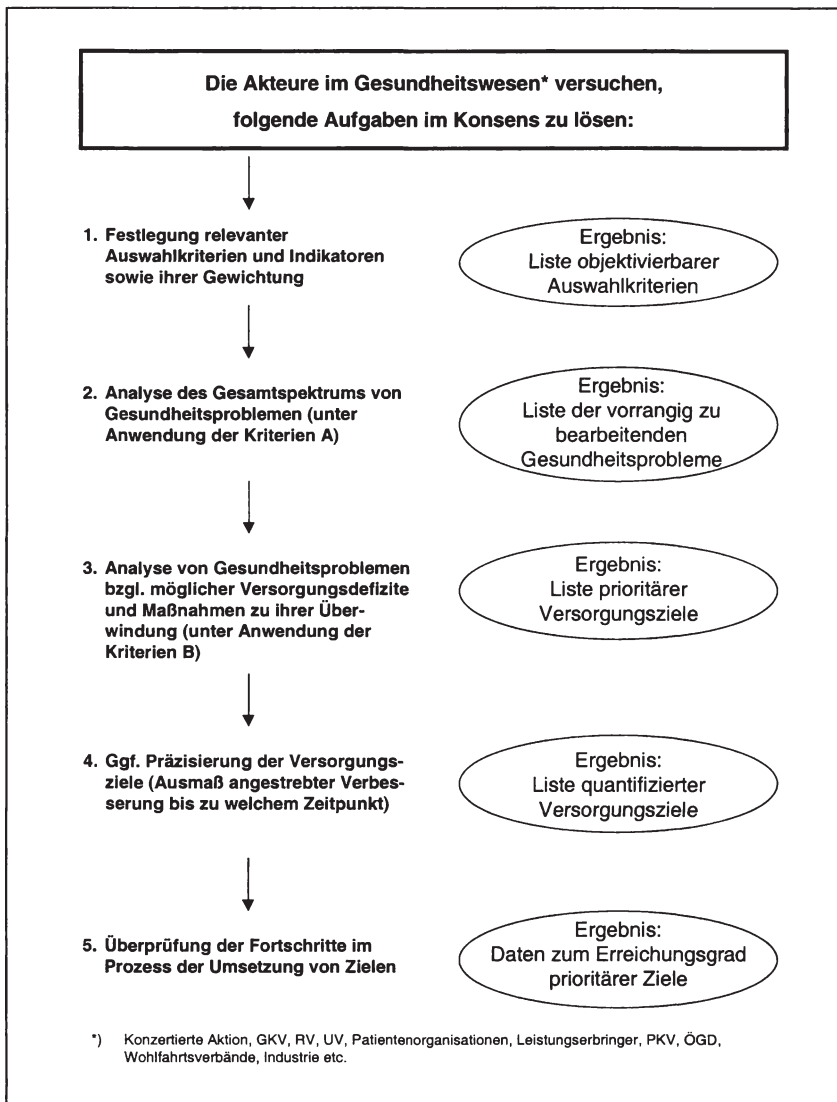 Die Akteure im Gesundheitswesen* versuchen,
folgende Aufgaben im Konsens zu lösen:
1. Festlegung relevanter
Auswahlkriterien und Indikatoren
sowie ihrer Gewichtung
Ergebnis:
Liste objektivierbarer
Auswahlkriterien
2. Analyse des Gesamtspektrums von
Gesundheitsproblemen (unter
Anwendung der Kriterien A)
Ergebnis:
Liste der vorrangig zu
bearbeitenden
Gesundheitsprobleme
3. Analyse von Gesundheitsproblemen
bzgl. möglicher Versorgungsdefizite
und Maßnahmen zu ihrer Über-
windung (unter Anwendung der
Kriterien B)
Ergebnis:
Liste prioritärer
Versorgungsziele
4. Ggf. Präzisierung der Versorgungs-
ziele (Ausmaß angestrebter Verbes-
serung bis zu welchem Zeitpunkt)
Ergebnis:
Liste quantifizierter
Versorgungsziele
5. Überprüfung der Fortschritte im
Prozess der Umsetzung von Zielen
Ergebnis:
Daten zum Erreichungsgrad
prioritärer Ziele
*) Konzertierte Aktion, GKV, RV, UV, Patientenorganisationen, Leistungserbringer, PKV, ÖGD,
Wohlfahrtsverbände, Industrie etc.